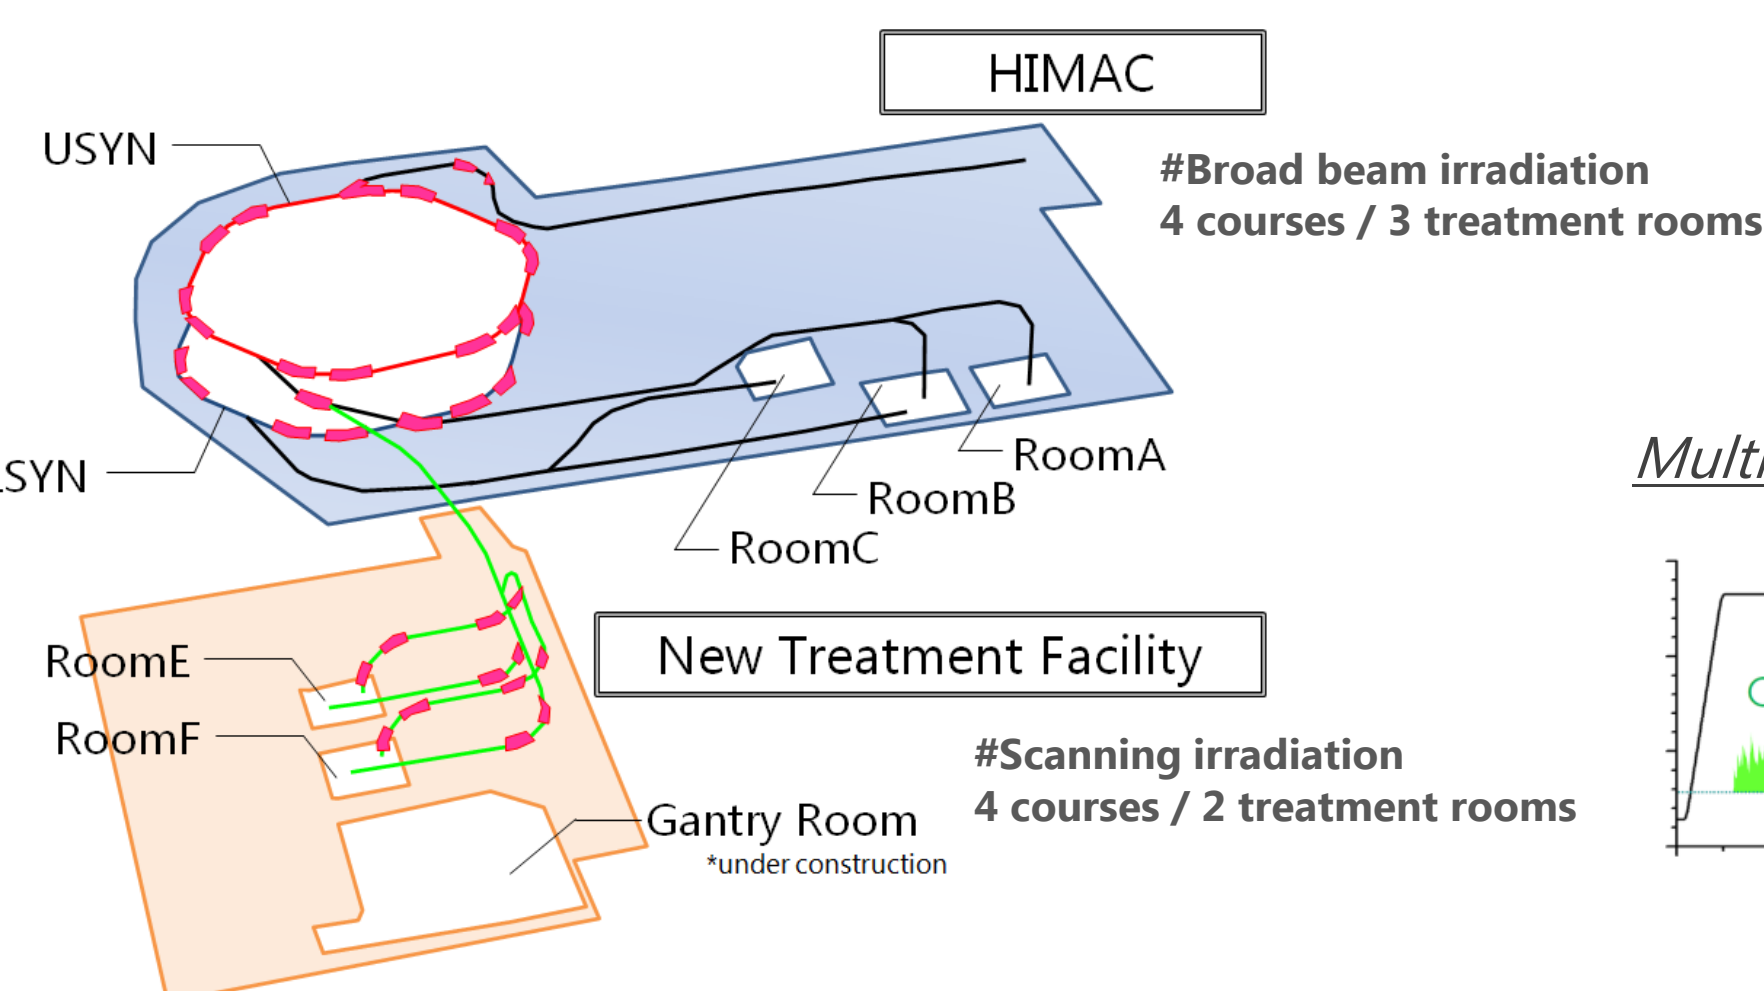 HIMAC
USYN
#Broad beam irradiation
4 courses / 3 treatment rooms
RoomA
SYN
RoomB
RoomC
New Treatment Facility
RoomE
RoomF
#Scanning irradiation
4 courses / 2 treatment rooms
Gantry Room
*under construction